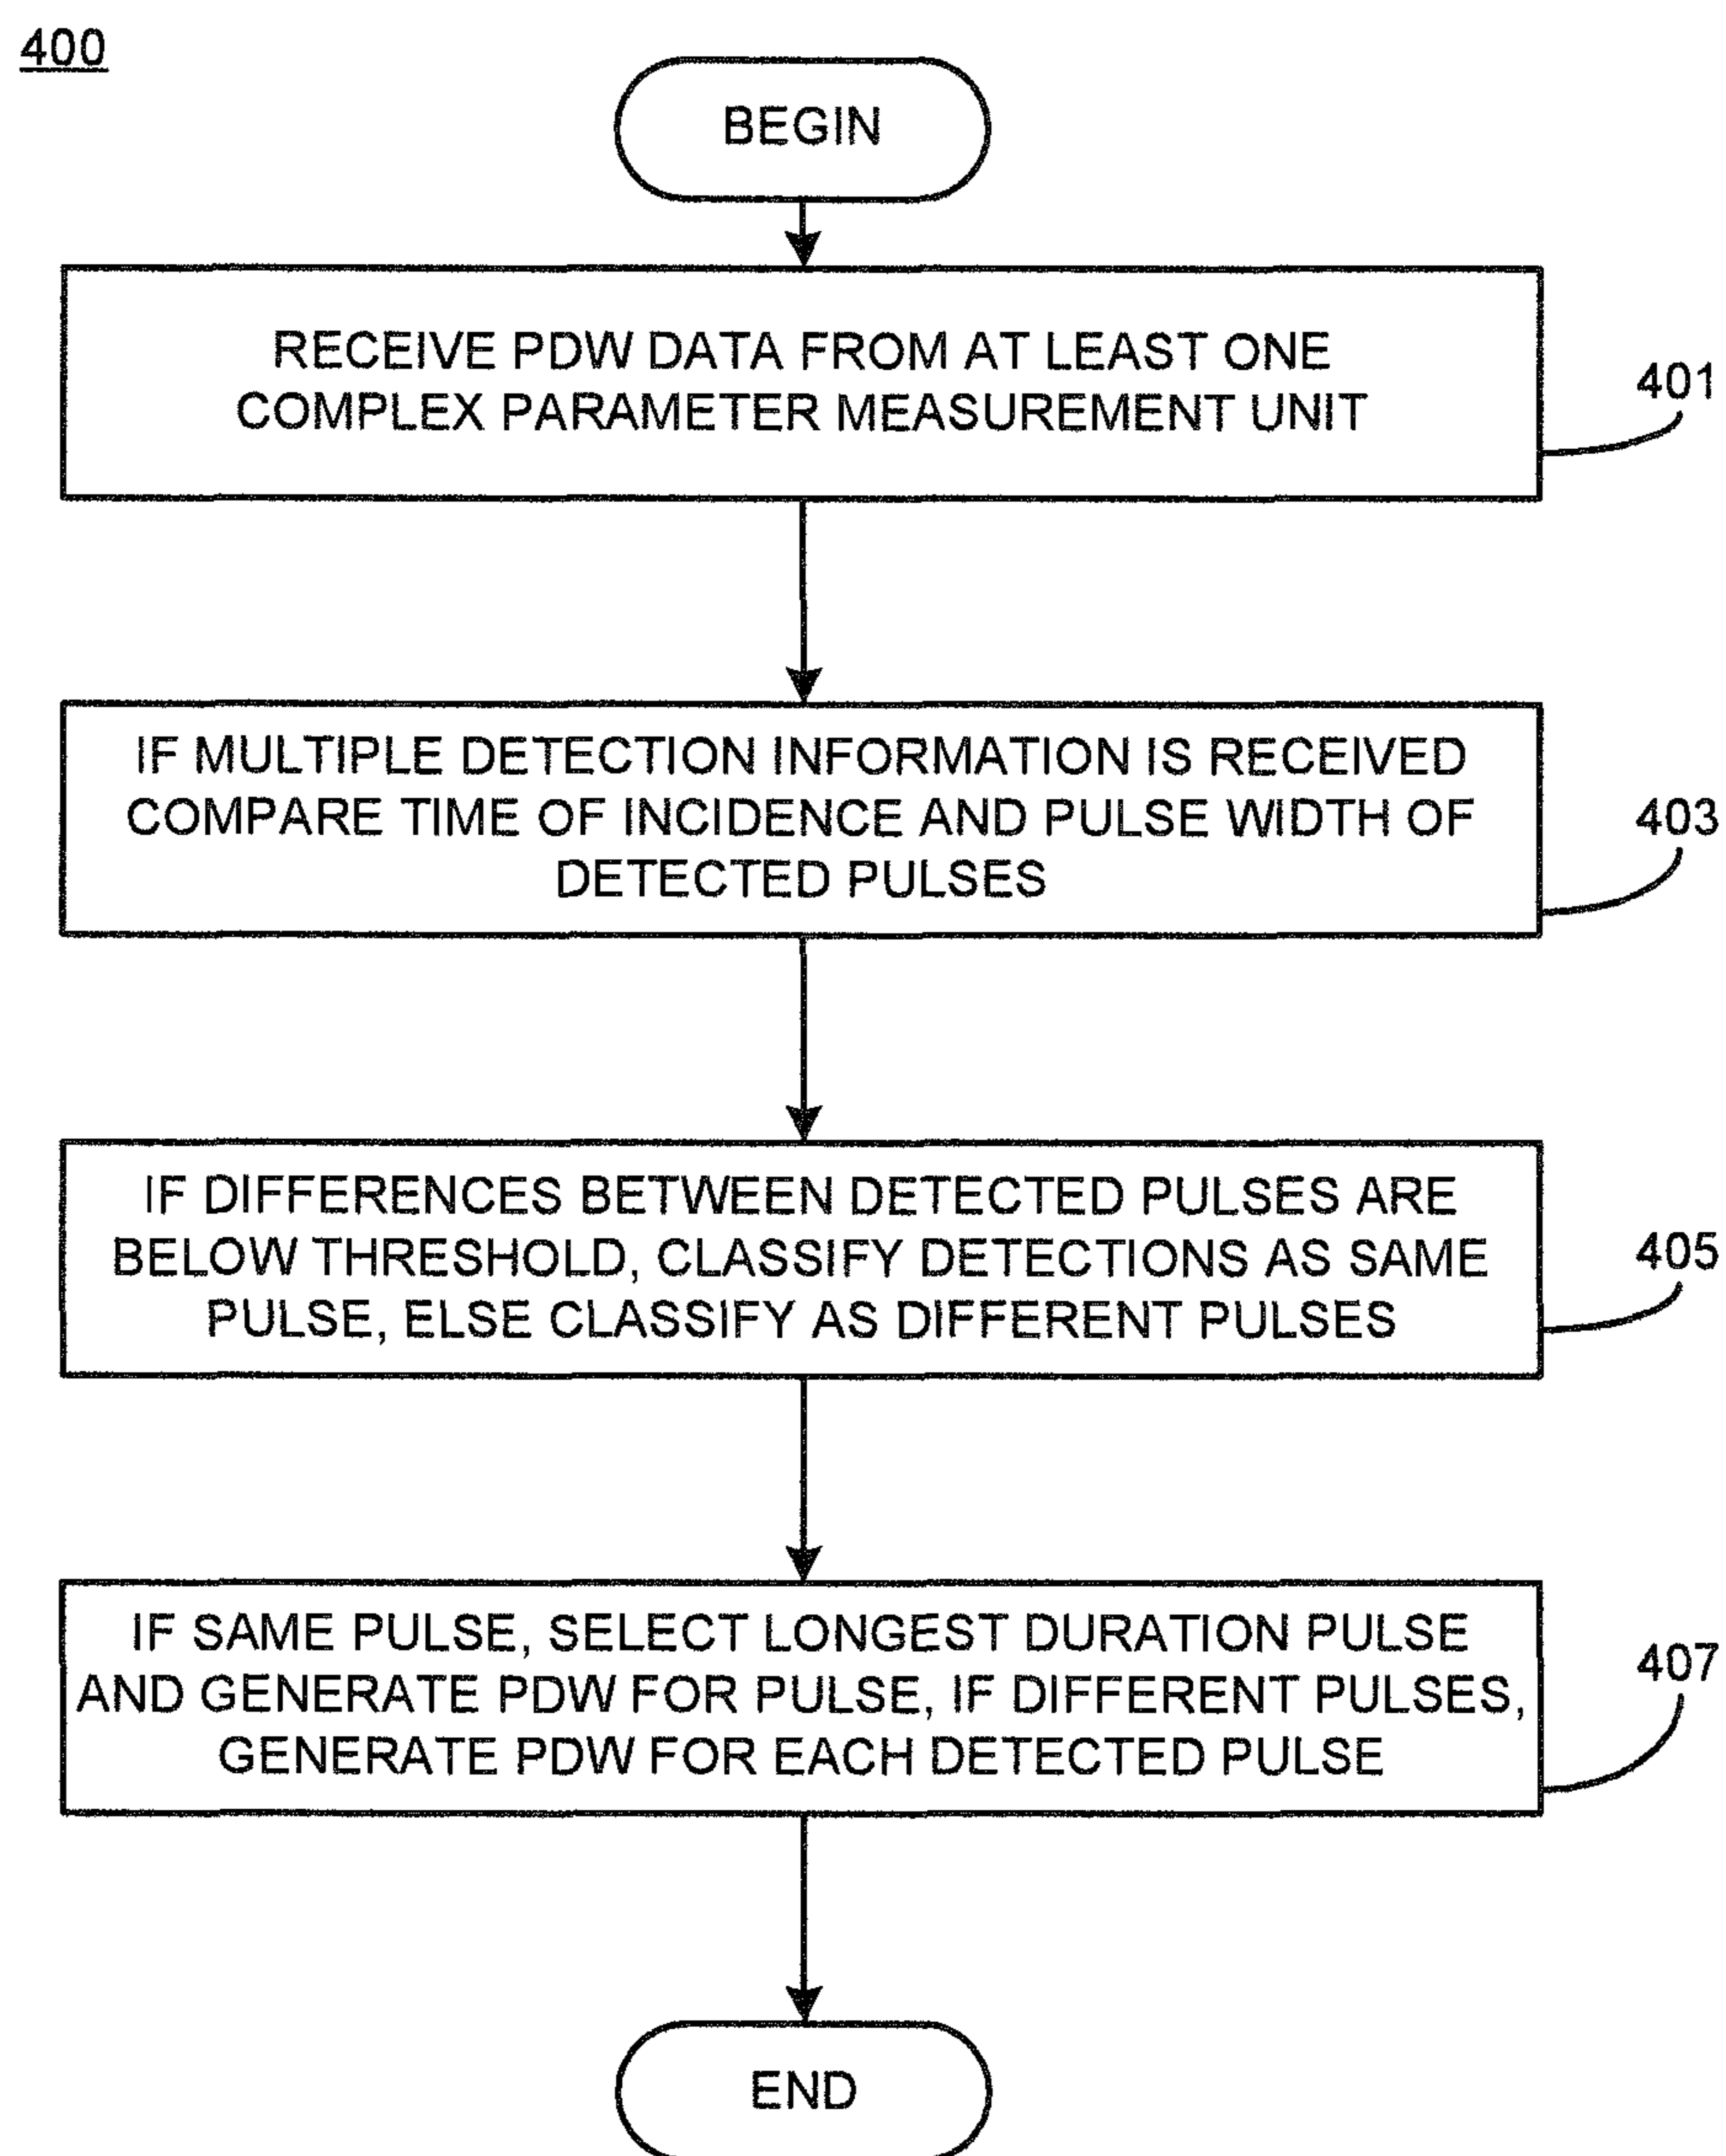 400
BEGIN
RECEIVE PDW DATA FROM AT LEAST ONE
COMPLEX PARAMETER MEASUREMENT UNIT
401
IF MULTIPLE DETECTION INFORMATION IS RECEIVED
COMPARE TIME OF INCIDENCE AND PULSE WIDTH OF
DETECTED PULSES
403
IF DIFFERENCES BETWEEN DETECTED PULSES ARE
BELOW THRESHOLD, CLASSIFY DETECTIONS AS SAME
PULSE, ELSE CLASSIFY AS DIFFERENT PULSES
405
IF SAME PULSE, SELECT LONGEST DURATION PULSE
AND GENERATE PDW FOR PULSE, IF DIFFERENT PULSES,
GENERATE PDW FOR EACH DETECTED PULSE
407
END